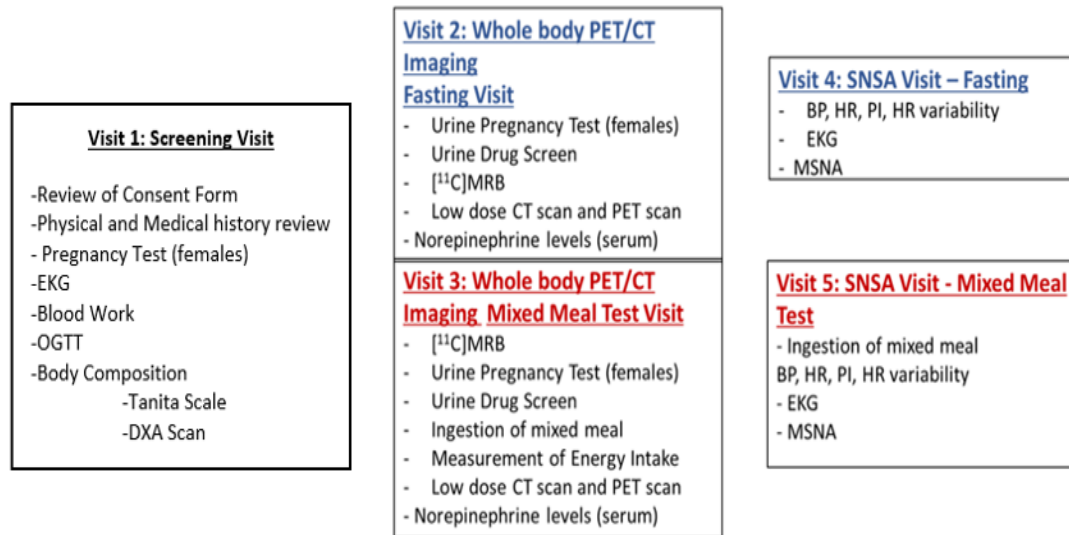 Visit 1: Screening Visit
-Review of Consent Form
-Physical and Medical history review
- Pregnancy Test (females)
-EKG
-Blood Work
-OGTT
-Body Composition
-Tanita Scale
-DXA Scan
Visit 2: Whole body PET/CT
Imaging
Fasting Visit
- Urine Pregnancy Test (females)
- Urine Drug Screen
- [¹¹C]MRB
- Low dose CT scan and PET scan
- Norepinephrine levels (serum)
Visit 3: Whole body PET/CT
Imaging Mixed Meal Test Visit
- [¹¹C]MRB
- Urine Pregnancy Test (females)
- Urine Drug Screen
- Ingestion of mixed meal
- Measurement of Energy Intake
- Low dose CT scan and PET scan
- Norepinephrine levels (serum)
Visit 4: SNSA Visit – Fasting
- BP, HR, PI, HR variability
- EKG
- MSNA
Visit 5: SNSA Visit - Mixed Meal
Test
- Ingestion of mixed meal
BP, HR, PI, HR variability
- EKG
- MSNA